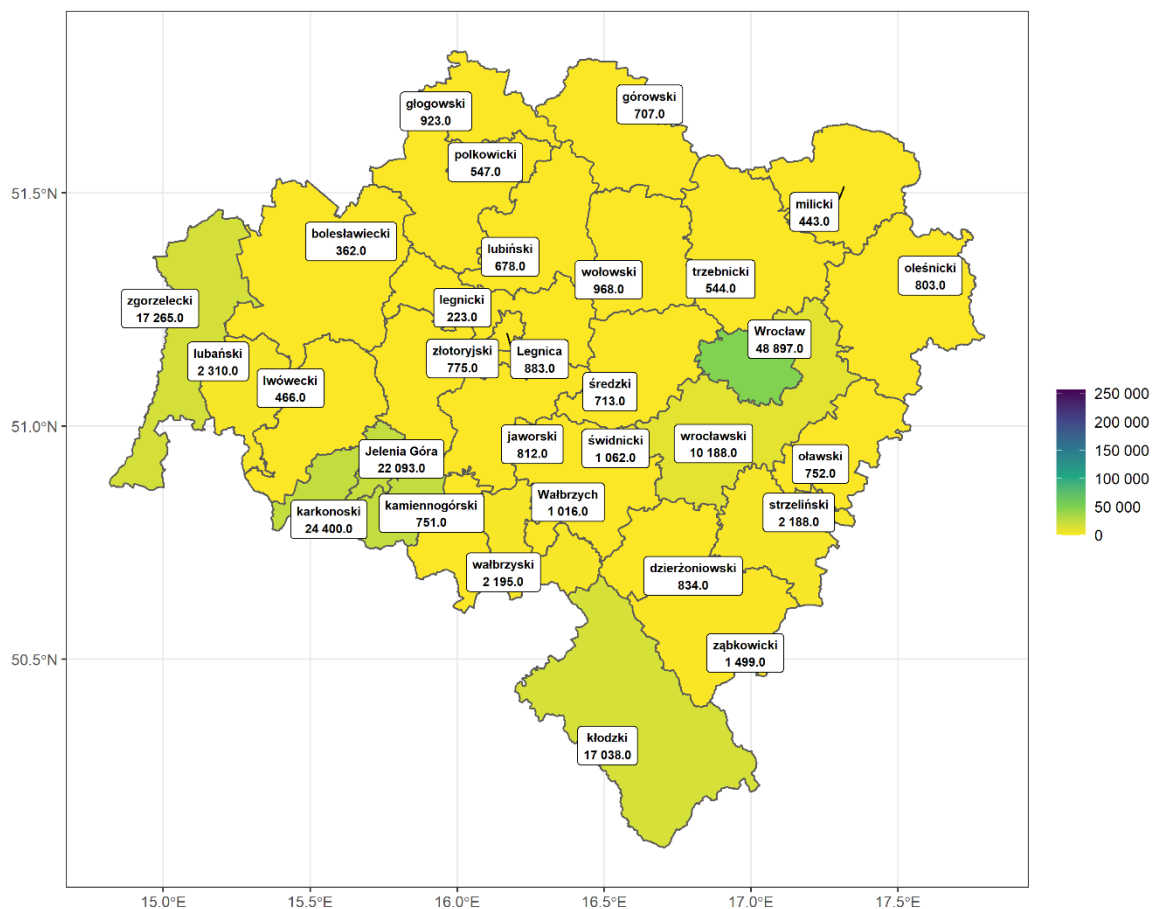 głogowski
923.0
górowski
707.0
polkowicki
547.0
51.5°N
milicki
443.0
bolesławiecki
362.0
lubiński
678.0
wołowski
968.0
trzebnicki
544.0
oleśnicki
803.0
zgorzelecki
17 265.0
legnicki
223.0
Wrocław
48 897.0
lubański
2 310.0
złotoryjski
775.0
Legnica
883.0
lwówecki
466.0
średzki
713.0
51.0°N
Jelenia Góra
22 093.0
jaworski
812.0
świdnicki
1 062.0
wrocławski
10 188.0
oławski
752.0
karkonoski
24 400.0
kamiennogórski
751.0
Wałbrzych
1 016.0
strzeliński
2 188.0
wałbrzyski
2 195.0
dzierżoniowski
834.0
50.5°N
ząbkowicki
1 499.0
kłodzki
17 038.0
15.0°E
15.5°E
16.0°E
16.5°E
17.0°E
17.5°E
250 000
200 000
150 000
100 000
50 000
0